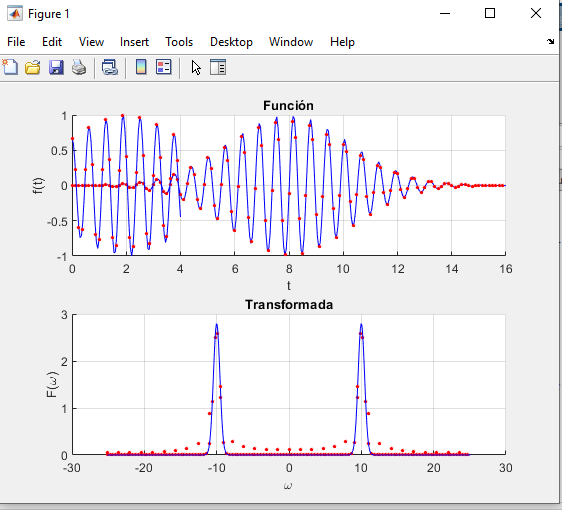 Figure 1
File Edit View Insert Tools Desktop Window Help
Función
f(t)
1
0.5
0
-0.5
-1
0 2 4 6 8 10 12 14 16
t
Transformada
F(ω)
3
2
1
0
-30 -20 -10 0 10 20 30
ω